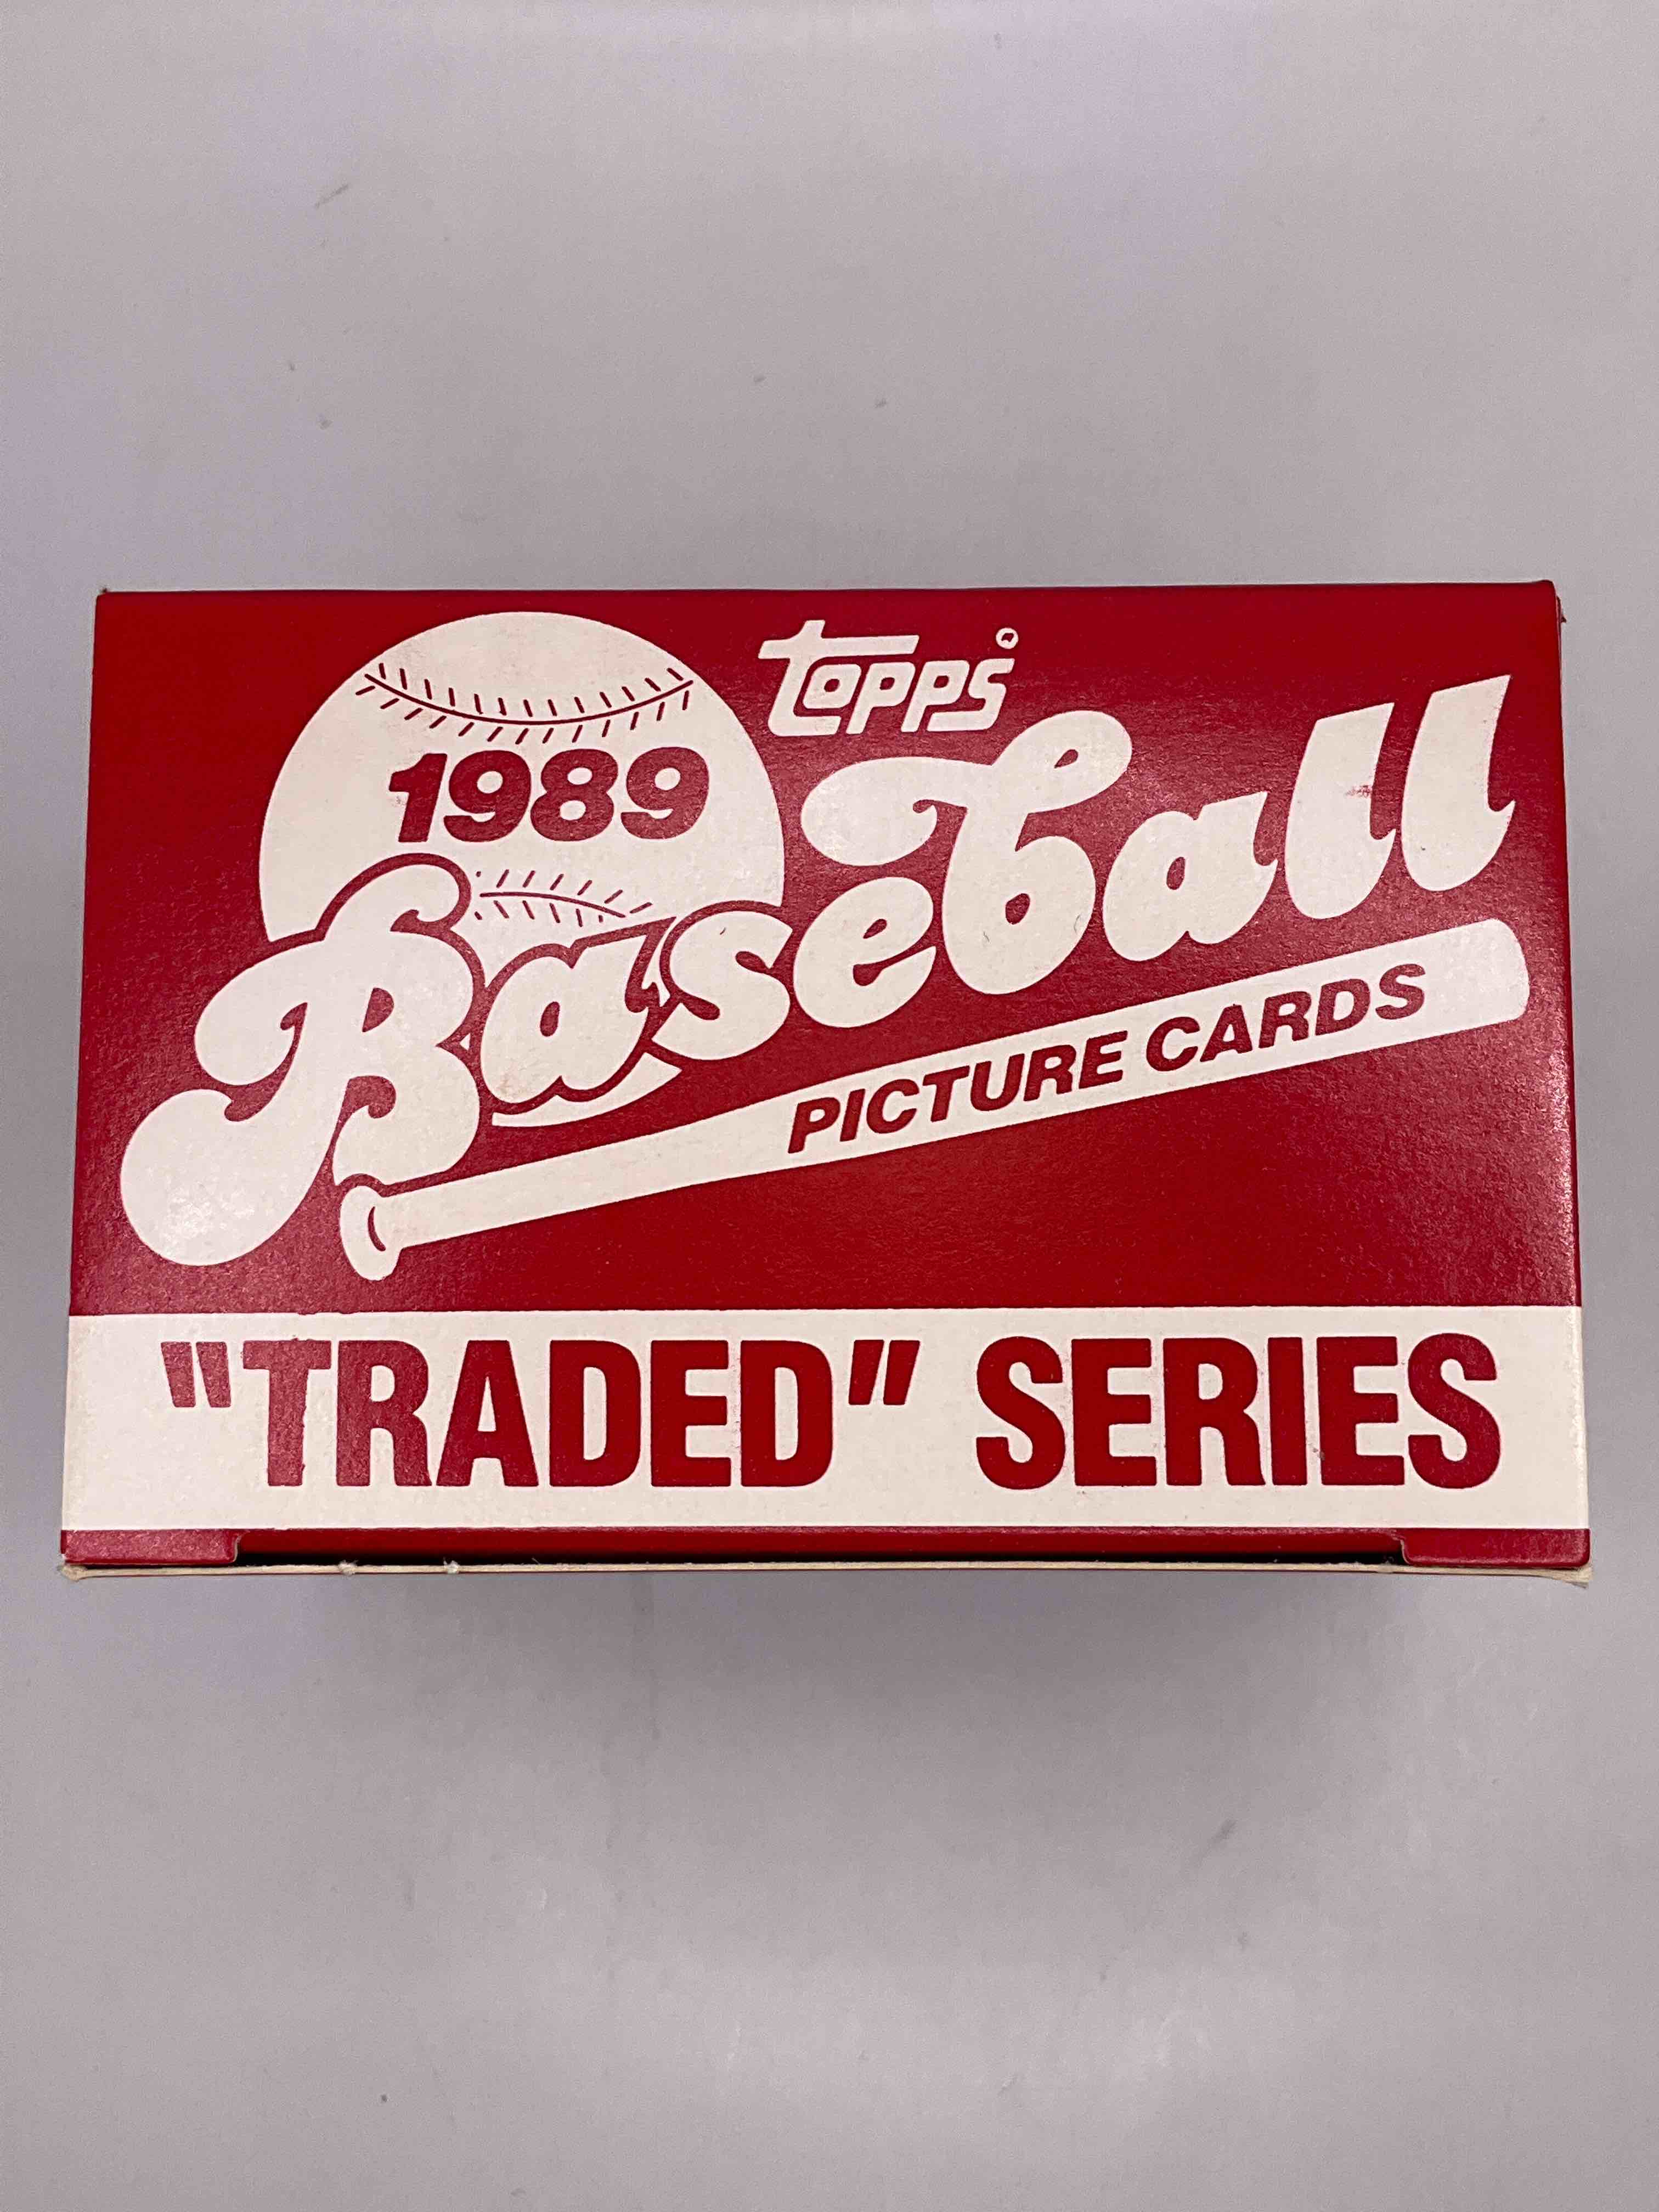 topps®
1989
Baseball
PICTURE CARDS
"TRADED" SERIES